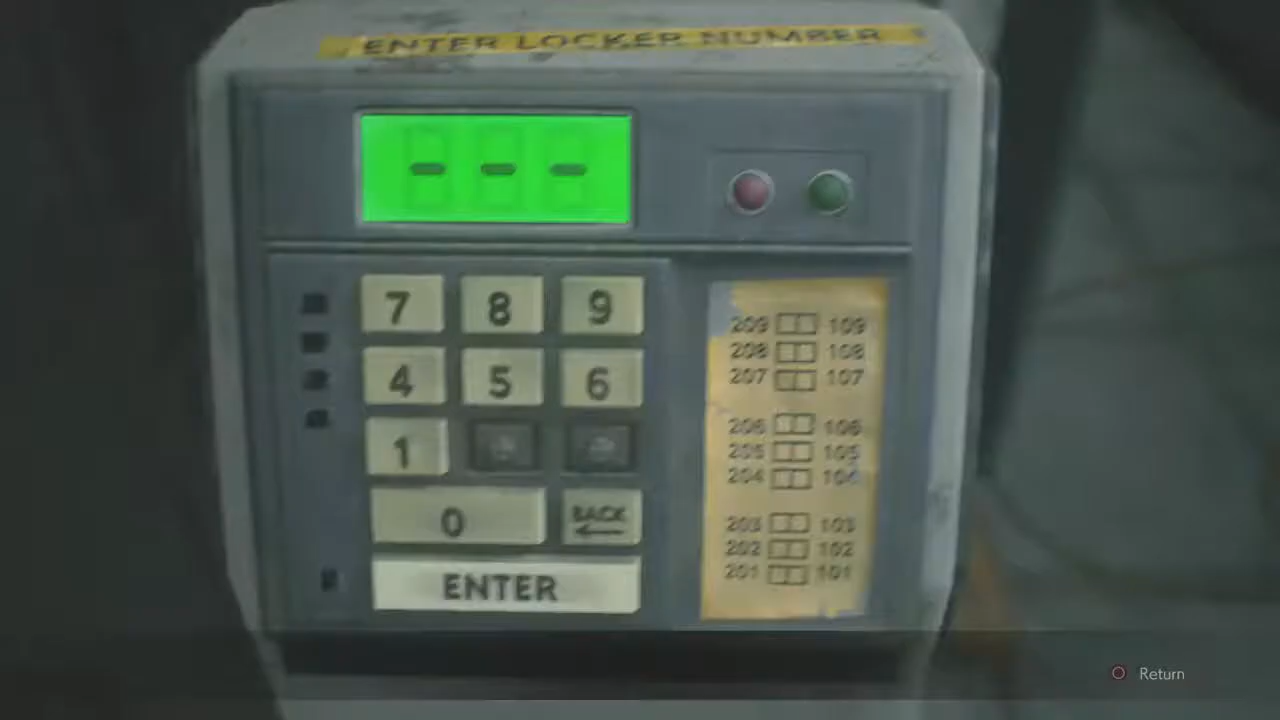 ENTER LOCKER NUMBER
- - -
7 8 9
4 5 6
1
0 BACK
ENTER
209 109
208 108
207 107
206 106
205 105
204 104
203 103
202 102
201 101
Return